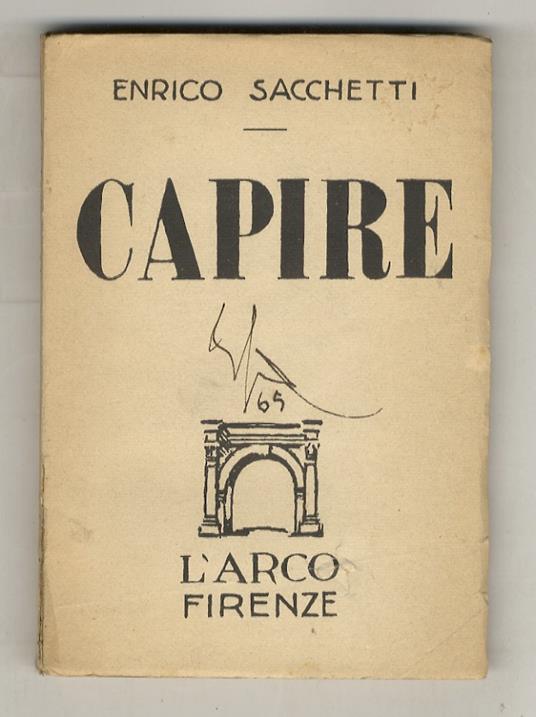 ENRICO SACCHETTI
CAPIRE
65
L'ARCO
FIRENZE